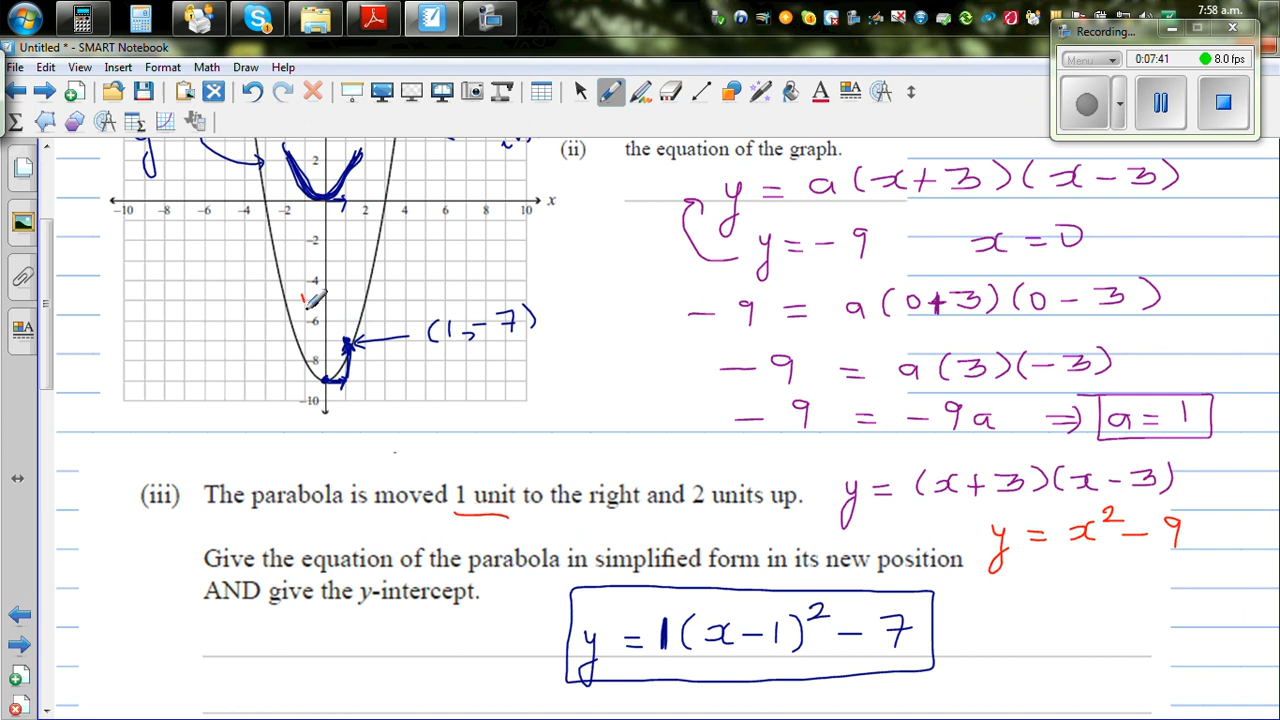 7:58 a.m.
Untitled * - SMART Notebook
Recording...
File Edit View Insert Format Math Draw Help
Menu 0:07:41 8.0 fps
(ii) the equation of the graph.
y = a(x+3)(x-3)
y = -9 x = 0
-9 = a(0+3)(0-3)
-9 = a(3)(-3)
-9 = -9a ⇒ a = 1
y
2
-10 -8 -6 -4 -2 2 4 6 8 10 x
-2
-4
-6
-8
-10
(1, -7)
(iii) The parabola is moved 1 unit to the right and 2 units up.
y = (x+3)(x-3)
y = x² - 9
Give the equation of the parabola in simplified form in its new position
AND give the y-intercept.
y = 1(x-1)² - 7